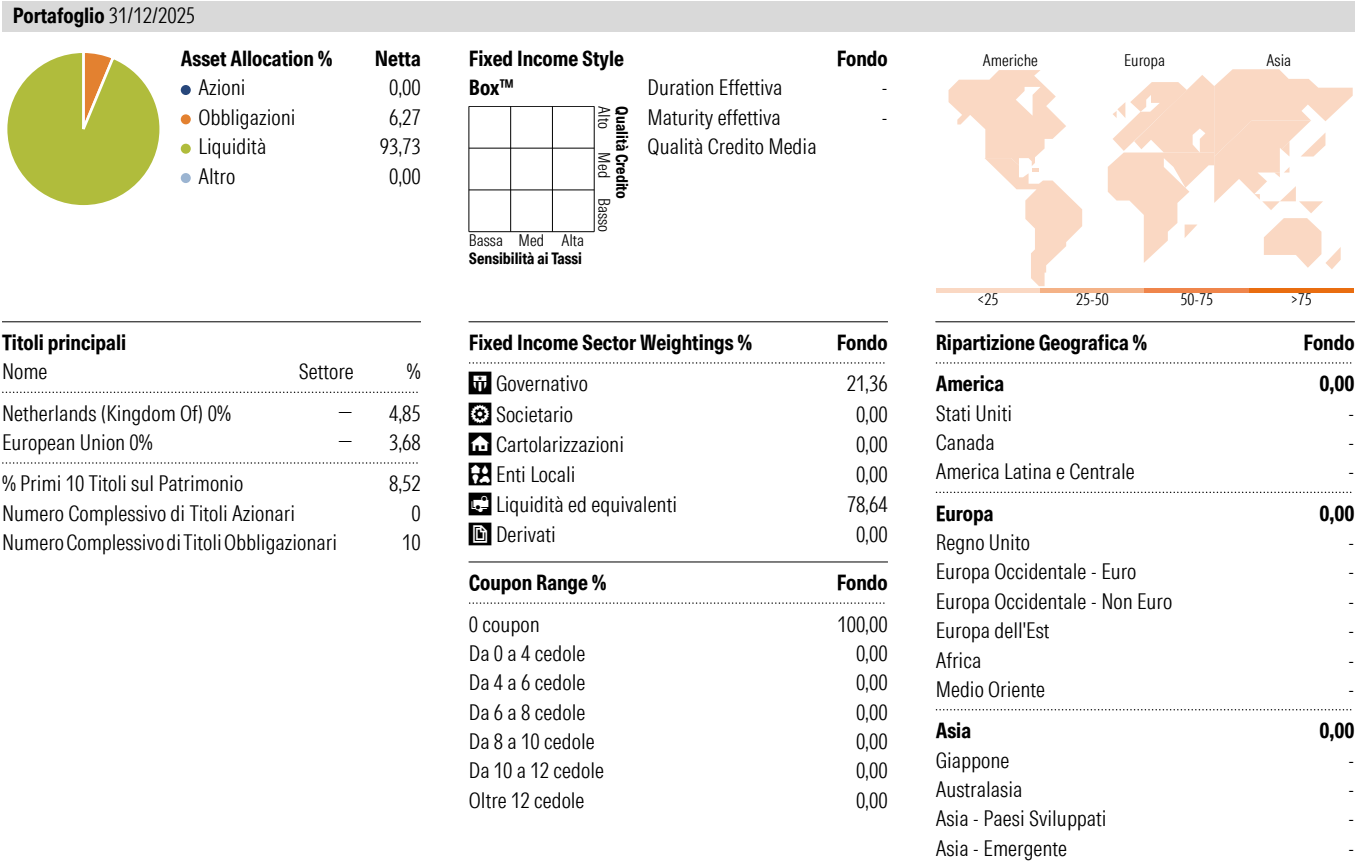 Portafoglio 31/12/2025
Asset Allocation % Netta
Azioni 0,00
Obbligazioni 6,27
Liquidità 93,73
Altro 0,00
Fixed Income Style Box™ Fondo
Alto Med Basso
Qualità Credito
Bassa Med Alta
Sensibilità ai Tassi
Duration Effettiva -
Maturity effettiva -
Qualità Credito Media
Americhe Europa Asia
<25 25-50 50-75 >75
Titoli principali
Nome Settore %
Netherlands (Kingdom Of) 0% — 4,85
European Union 0% — 3,68
% Primi 10 Titoli sul Patrimonio 8,52
Numero Complessivo di Titoli Azionari 0
Numero Complessivo di Titoli Obbligazionari 10
Fixed Income Sector Weightings % Fondo
Governativo 21,36
Societario 0,00
Cartolarizzazioni 0,00
Enti Locali 0,00
Liquidità ed equivalenti 78,64
Derivati 0,00
Coupon Range % Fondo
0 coupon 100,00
Da 0 a 4 cedole 0,00
Da 4 a 6 cedole 0,00
Da 6 a 8 cedole 0,00
Da 8 a 10 cedole 0,00
Da 10 a 12 cedole 0,00
Oltre 12 cedole 0,00
Ripartizione Geografica % Fondo
America 0,00
Stati Uniti -
Canada -
America Latina e Centrale -
Europa 0,00
Regno Unito -
Europa Occidentale - Euro -
Europa Occidentale - Non Euro -
Europa dell'Est -
Africa -
Medio Oriente -
Asia 0,00
Giappone -
Australasia -
Asia - Paesi Sviluppati -
Asia - Emergente -